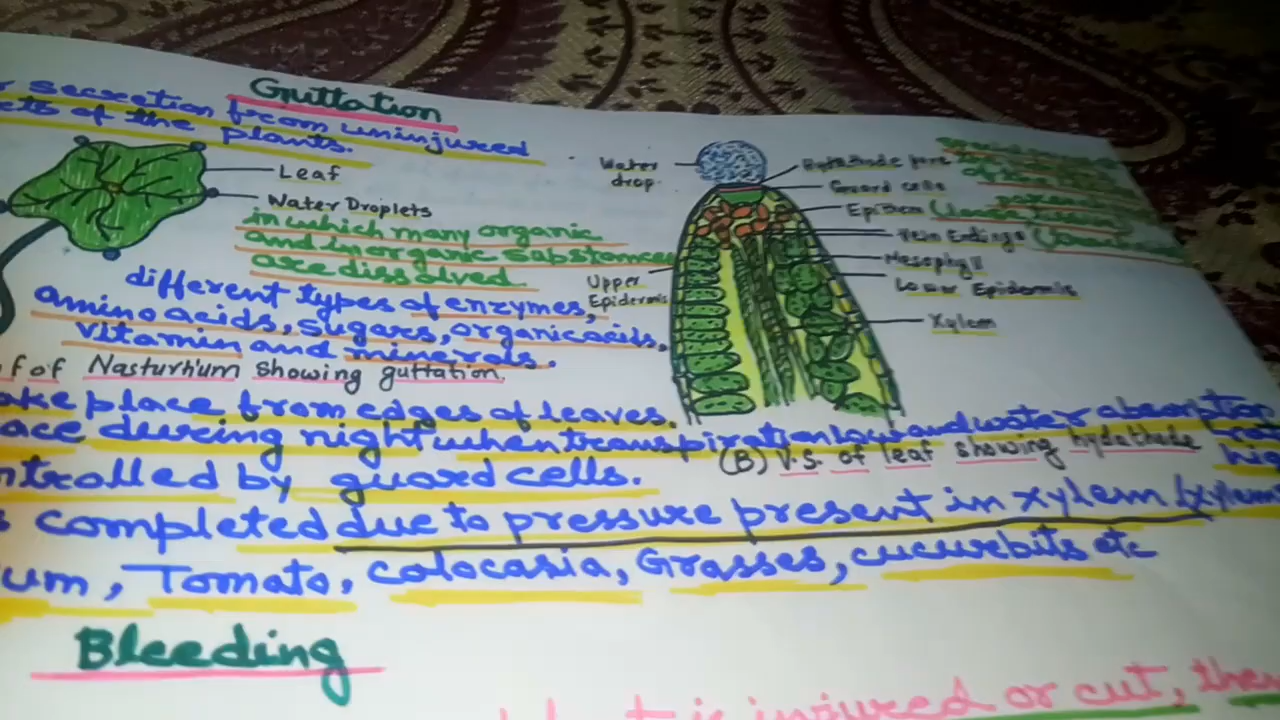 Guttation
secretion from uninjured
of the plants.
Leaf
Water Droplets
in which many organic
and inorganic substances
are dissolved.
different types of enzymes,
amino acids, sugars, organic acids,
vitamin and minerals.
of Nasturtium showing guttation.
Water
drop
Upper
Epidermis
Hydathode pore
Guard cells
Epithem (loose
Vein Endings
Mesophyll
Lower Epidermis
Xylem
(B) V.S. of leaf showing hydathode
place from edges of leaves.
during night when transpiration low and water absorption
by guard cells.
completed due to pressure present in xylem (xylem
Tomato, colocasia, Grasses, cucurbits etc
Bleeding
is injured or cut, then